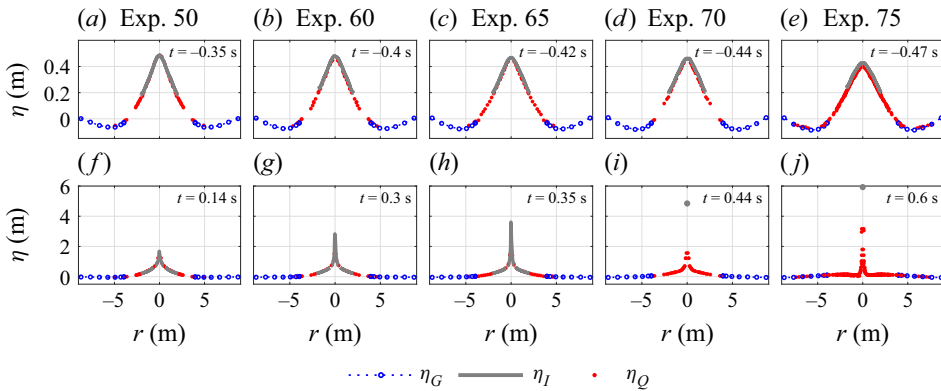 (a) Exp. 50 (b) Exp. 60 (c) Exp. 65 (d) Exp. 70 (e) Exp. 75
t = −0.35 s t = −0.4 s t = −0.42 s t = −0.44 s t = −0.47 s
η (m)
0.4
0.2
0
(f) (g) (h) (i) (j)
t = 0.14 s t = 0.3 s t = 0.35 s t = 0.44 s t = 0.6 s
η (m)
6
4
2
0
−5 0 5 −5 0 5 −5 0 5 −5 0 5 −5 0 5
r (m) r (m) r (m) r (m) r (m)
η_G η_I η_Q